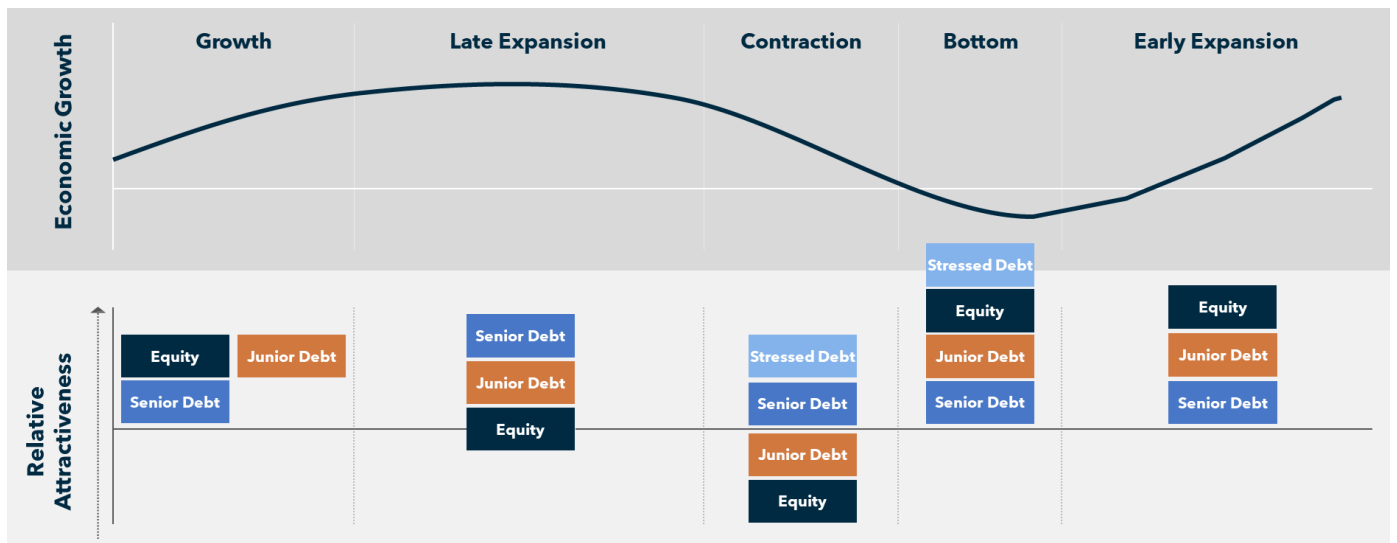 Economic Growth
Growth
Late Expansion
Contraction
Bottom
Early Expansion
Relative
Attractiveness
Equity
Junior Debt
Senior Debt
Senior Debt
Junior Debt
Equity
Stressed Debt
Senior Debt
Junior Debt
Equity
Stressed Debt
Equity
Junior Debt
Senior Debt
Equity
Junior Debt
Senior Debt